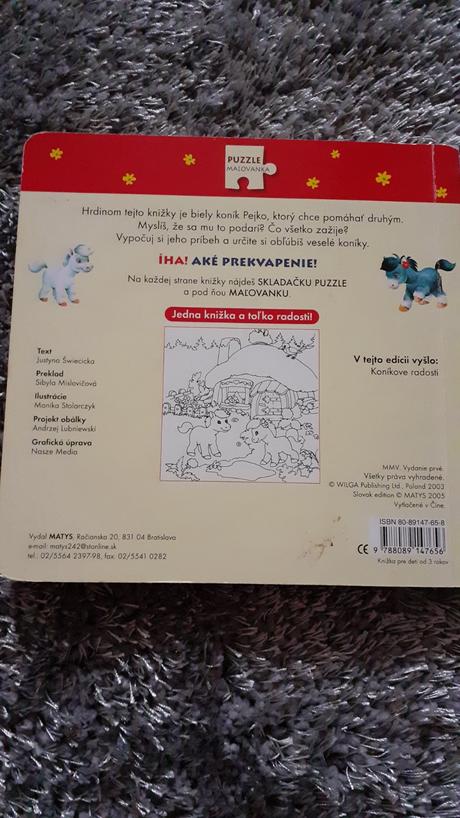 PUZZLE
MAĽOVANKA
Hrdinom tejto knižky je biely koník Pejko, ktorý chce pomáhať druhým.
Myslíš, že sa mu to podarí? Čo všetko zažije?
Vypočuj si jeho príbeh a určite si obľúbiš veselé koníky.
ÍHA! AKÉ PREKVAPENIE!
Na každej strane knižky nájdeš SKLADAČKU PUZZLE
a pod ňou MAĽOVANKU.
Jedna knižka a toľko radosti!
Text
Justyna Świecicka
Preklad
Sibyla Mislovičová
Ilustrácie
Monika Stolarczyk
Projekt obálky
Andrzej Lubniewski
Grafická úprava
Nasze Media
V tejto edícii vyšlo:
Koníkove radosti
MMV. Vydanie prvé.
Všetky práva vyhradené.
© WILGA Publishing Ltd., Poland 2003
Slovak edition © MATYS 2005
Vytlačené v Číne.
Vydal MATYS, Račianska 20, 831 04 Bratislava
e-mail: matys242@stonline.sk
tel.: 02/5564 2397-98, fax: 02/5541 0282
ISBN 80-89147-65-8
CE 9 788089 147656
Knižka pre deti od 3 rokov